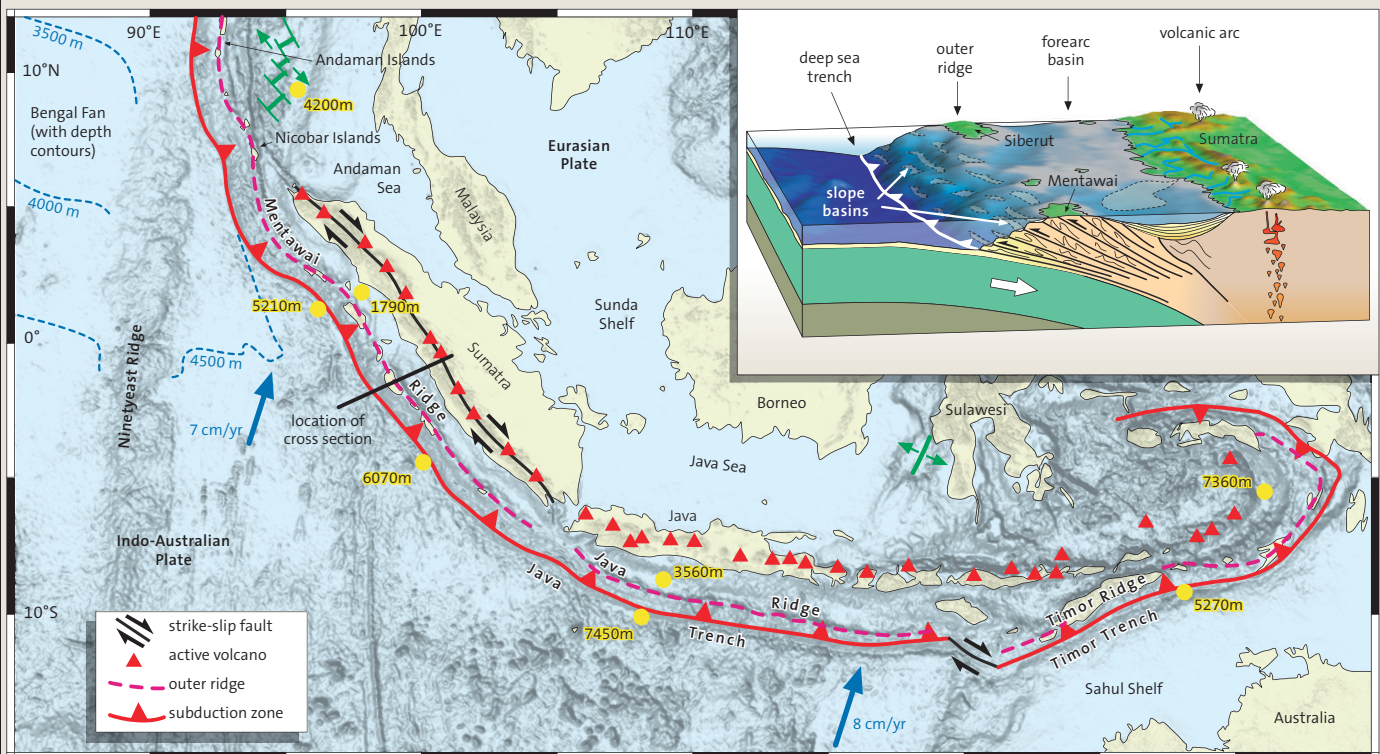 3500 m
90°E
100°E
110°E
10°N
Andaman Islands
4200m
Bengal Fan
(with depth
contours)
Nicobar Islands
Andaman
Sea
Eurasian
Plate
4000 m
Malaysia
Mentawai
5210m
1790m
Sunda
Shelf
0°
4500 m
Ninetyeast Ridge
Sumatra
Ridge
7 cm/yr
location of
cross section
Borneo
Sulawesi
6070m
Java Sea
7360m
Java
Indo-Australian
Plate
Java
Java
3560m
Ridge
Timor Ridge
5270m
10°S
7450m
Trench
Timor Trench
Sahul Shelf
8 cm/yr
Australia
strike-slip fault
active volcano
outer ridge
subduction zone
deep sea
trench
outer
ridge
forearc
basin
volcanic arc
Siberut
Sumatra
Mentawai
slope
basins